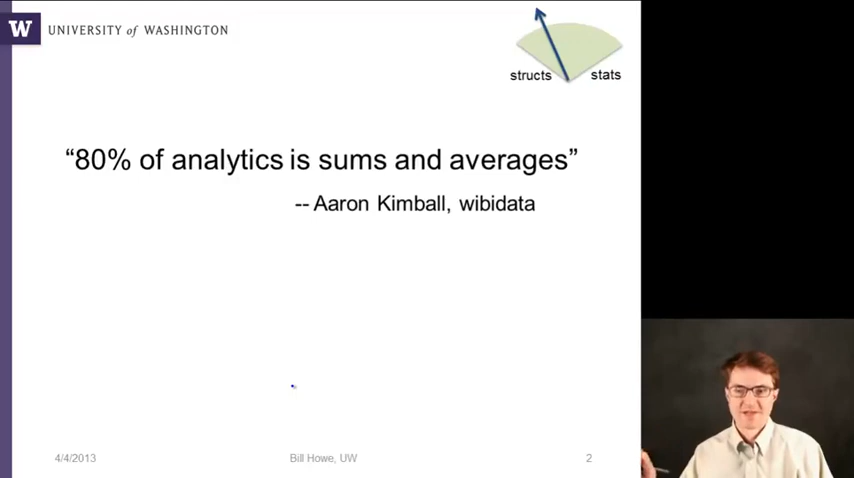 W UNIVERSITY of WASHINGTON
structs stats
“80% of analytics is sums and averages”
-- Aaron Kimball, wibidata
4/4/2013 Bill Howe, UW 2